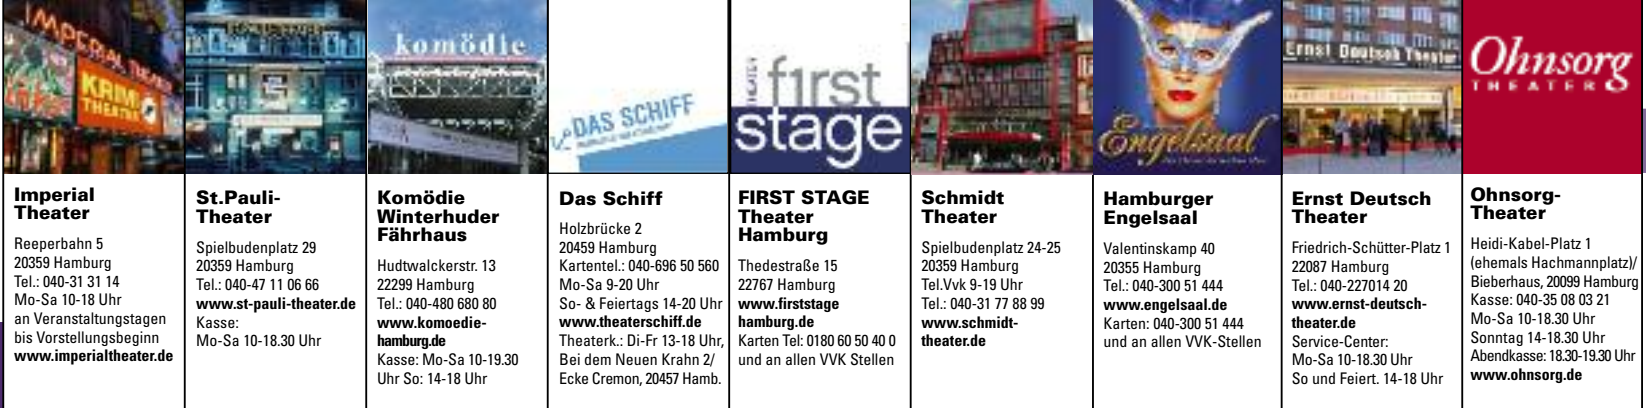 IMPERIAL THEATER
KRIMI
THEATER
Imperial
Theater
Reeperbahn 5
20359 Hamburg
Tel.: 040-31 31 14
Mo-Sa 10-18 Uhr
an Veranstaltungstagen
bis Vorstellungsbeginn
www.imperialtheater.de
St.Pauli-
Theater
Spielbudenplatz 29
20359 Hamburg
Tel.: 040-47 11 06 66
www.st-pauli-theater.de
Kasse:
Mo-Sa 10-18.30 Uhr
komödie
Komödie
Winterhuder
Fährhaus
Hudtwalckerstr. 13
22299 Hamburg
Tel.: 040-480 680 80
www.komoedie-
hamburg.de
Kasse: Mo-Sa 10-19.30
Uhr So: 14-18 Uhr
DAS SCHIFF
Das Schiff
Holzbrücke 2
20459 Hamburg
Kartentel.: 040-696 50 560
Mo-Sa 9-20 Uhr
So- & Feiertags 14-20 Uhr
www.theaterschiff.de
Theaterk.: Di-Fr 13-18 Uhr,
Bei dem Neuen Krahn 2/
Ecke Cremon, 20457 Hamb.
THEATER
first
stage
FIRST STAGE
Theater
Hamburg
Thedestraße 15
22767 Hamburg
www.firststage
hamburg.de
Karten Tel: 0180 60 50 40 0
und an allen VVK Stellen
Schmidt
Theater
Spielbudenplatz 24-25
20359 Hamburg
Tel.Vvk 9-19 Uhr
Tel.: 040-31 77 88 99
www.schmidt-
theater.de
Engelsaal
Hamburger
Engelsaal
Valentinskamp 40
20355 Hamburg
Tel.: 040-300 51 444
www.engelsaal.de
Karten: 040-300 51 444
und an allen VVK-Stellen
Ernst Deutsch Theater
Ernst Deutsch
Theater
Friedrich-Schütter-Platz 1
22087 Hamburg
Tel.: 040-227014 20
www.ernst-deutsch-
theater.de
Service-Center:
Mo-Sa 10-18.30 Uhr
So und Feiert. 14-18 Uhr
Ohnsorg
THEATER
Ohnsorg-
Theater
Heidi-Kabel-Platz 1
(ehemals Hachmannplatz)/
Bieberhaus, 20099 Hamburg
Kasse: 040-35 08 03 21
Mo-Sa 10-18.30 Uhr
Sonntag 14-18.30 Uhr
Abendkasse: 18.30-19.30 Uhr
www.ohnsorg.de